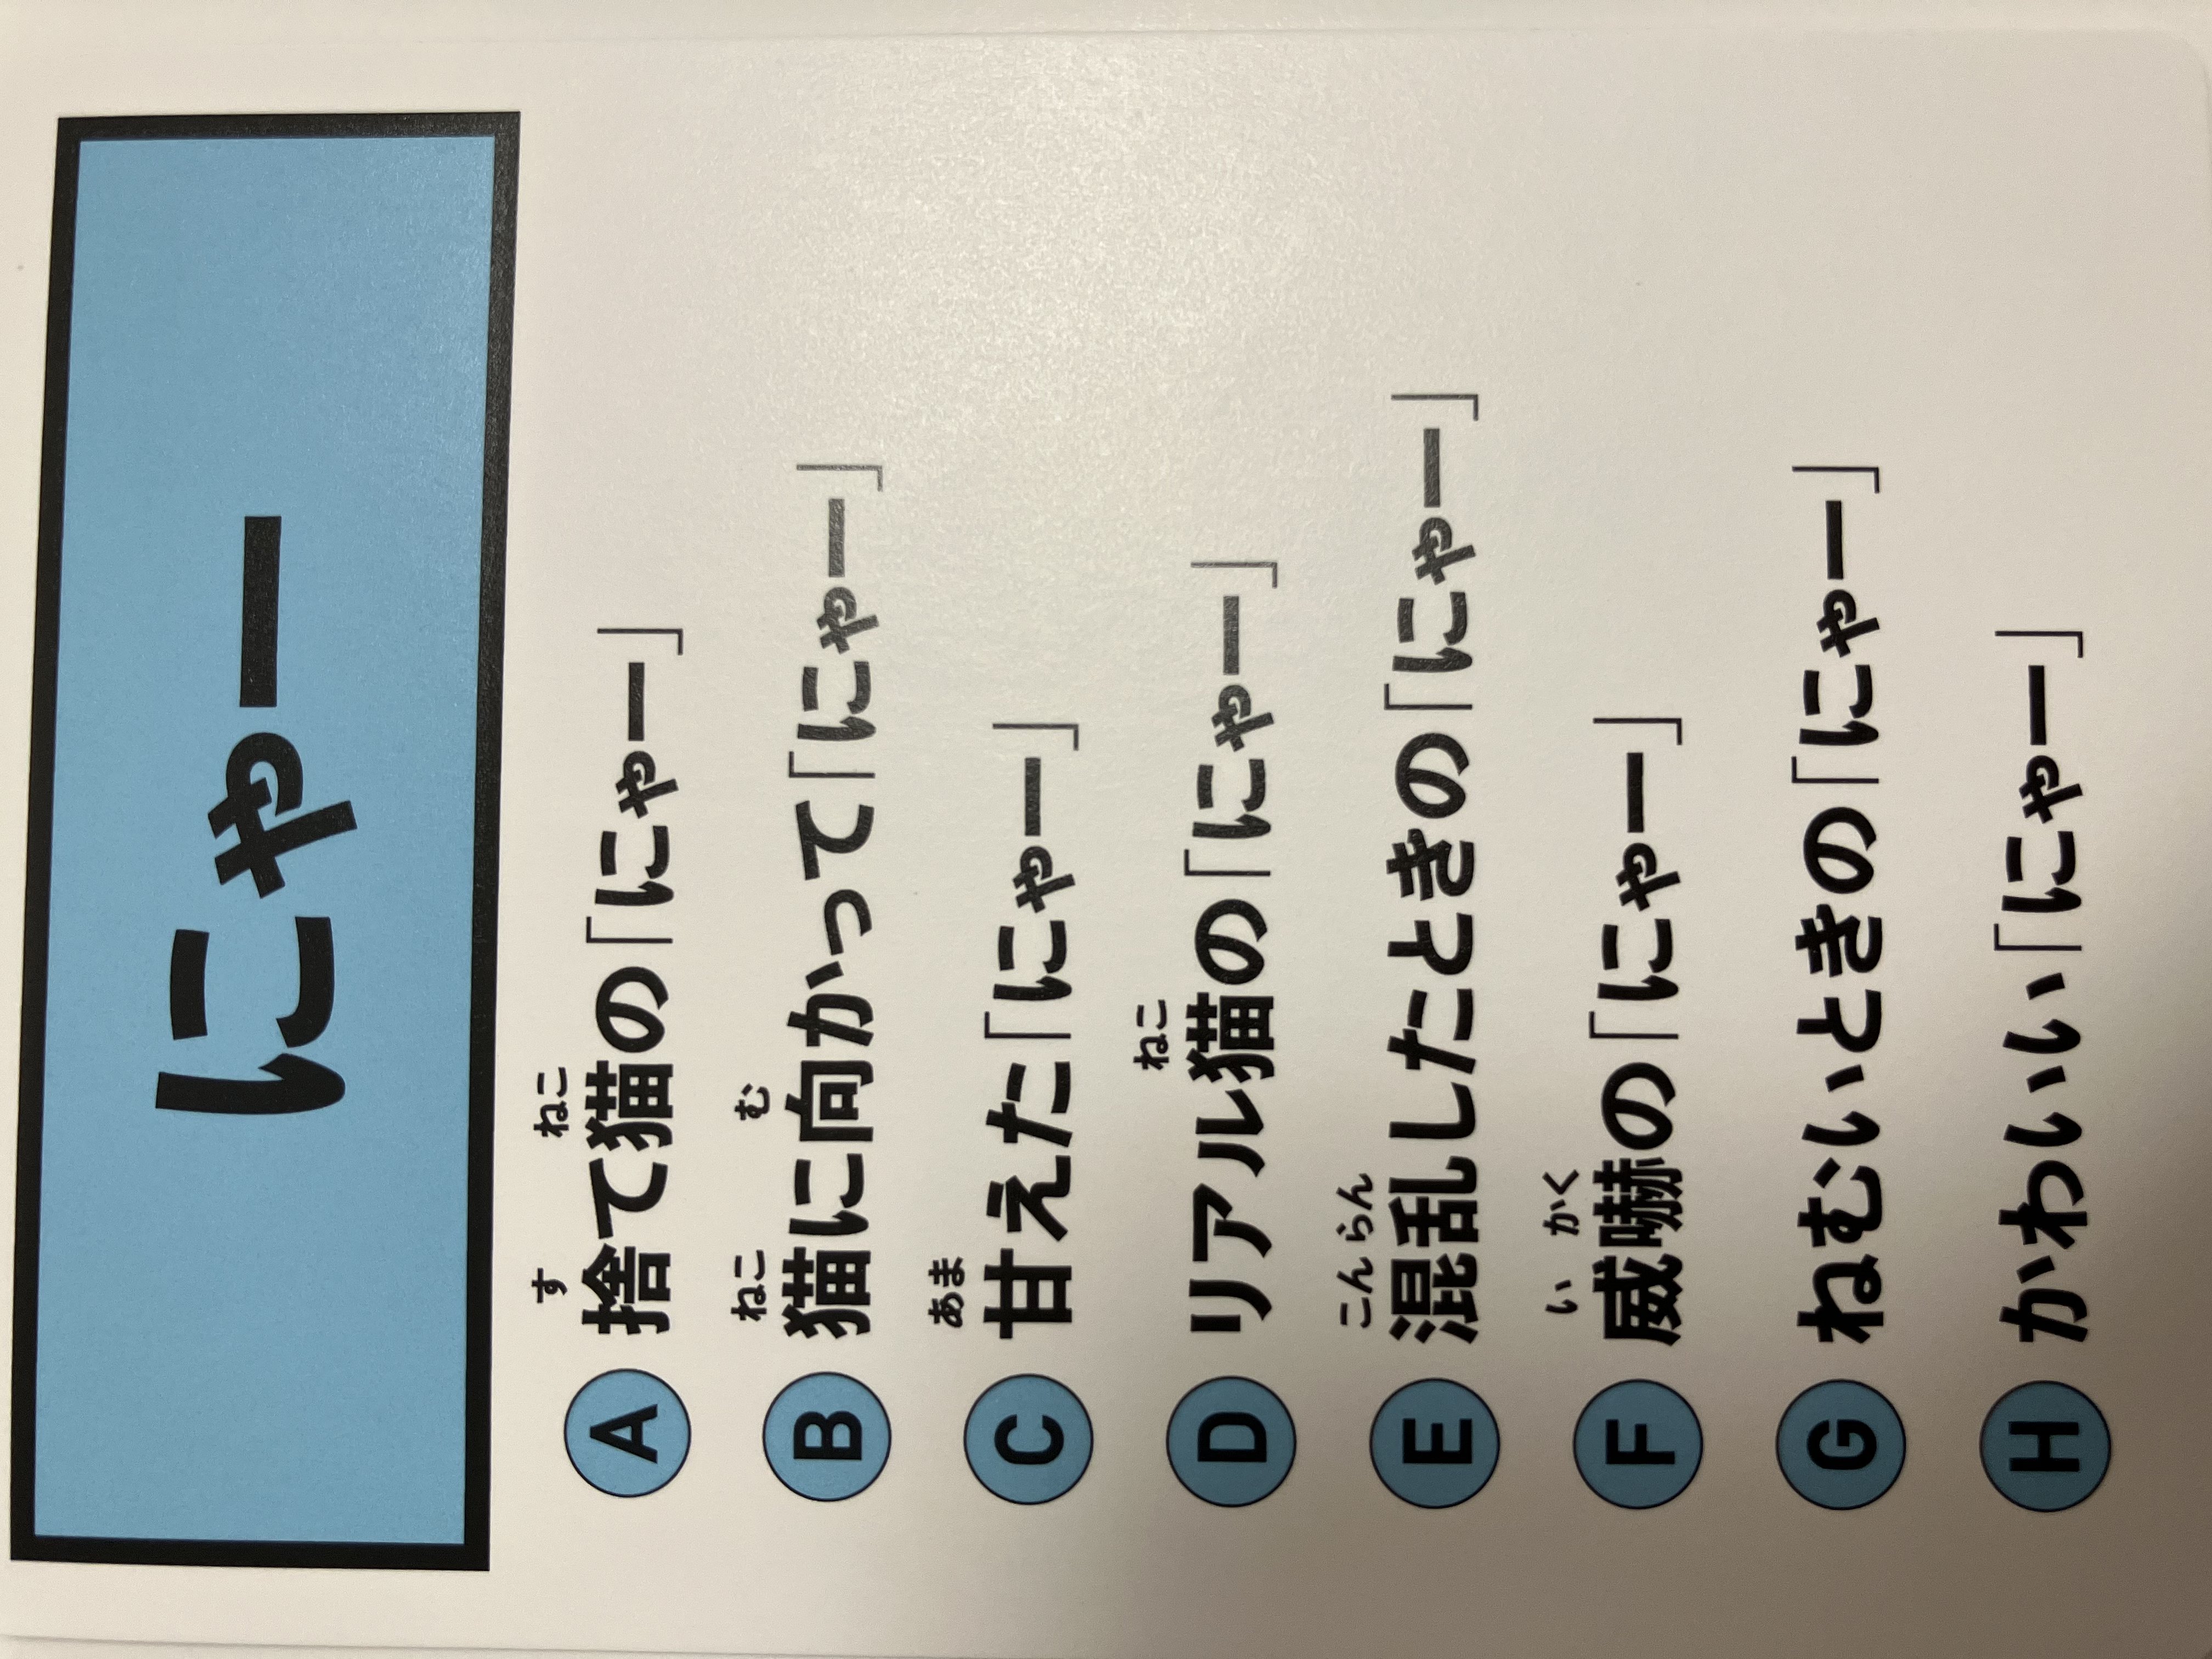 にゃー
A 捨て猫の「にゃー」
B 猫に向かって「にゃー」
C 甘えた「にゃー」
D リアル猫の「にゃー」
E 混乱したときの「にゃー」
F 威嚇の「にゃー」
G ねむいときの「にゃー」
H かわいい「にゃー」